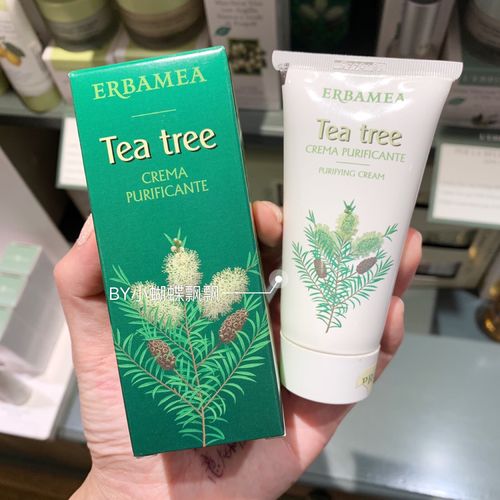 ERBAMEA
Tea tree
CREMA
PURIFICANTE
ERBAMEA
Tea tree
CREMA PURIFICANTE
PURIFYING CREAM
BY小蝴蝶飘飘